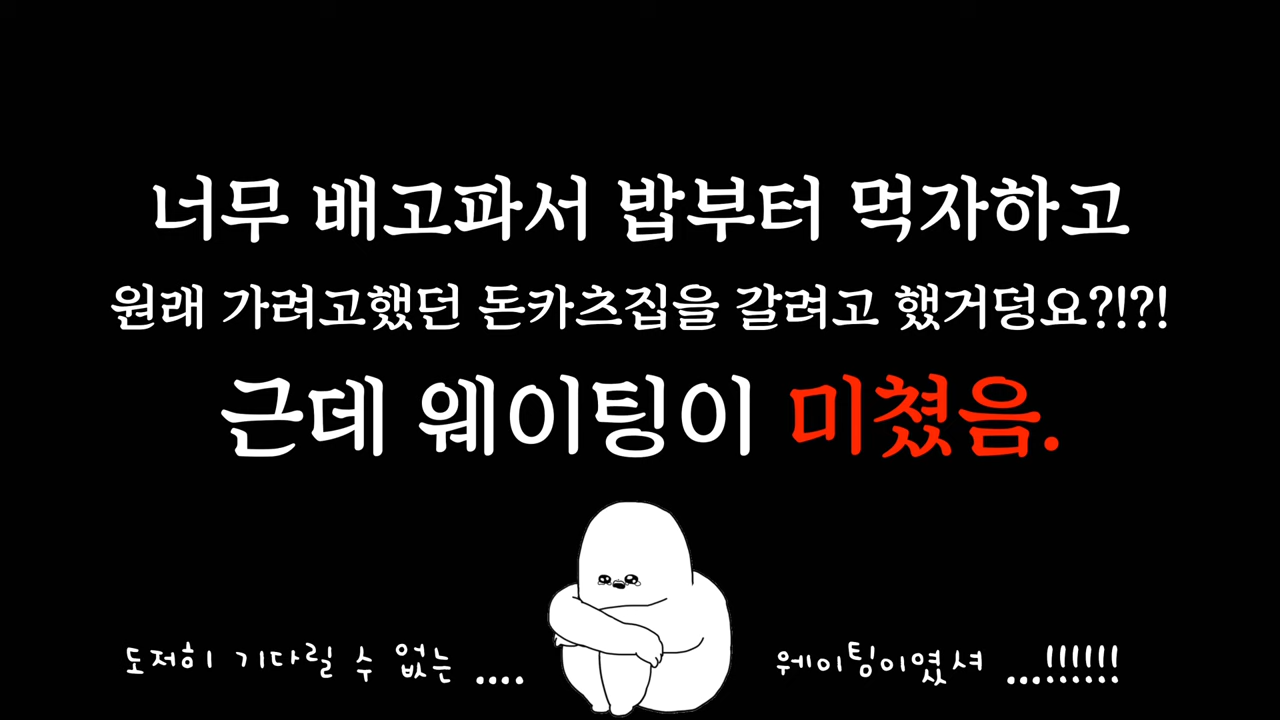 너무 배고파서 밥부터 먹자하고
원래 가려고했던 돈카츠집을 갈려고 했거덩요?!?!
근데 웨이팅이 미쳤음.
도저히 기다릴 수 없는 .... 웨이팅이였셔 ...!!!!!!